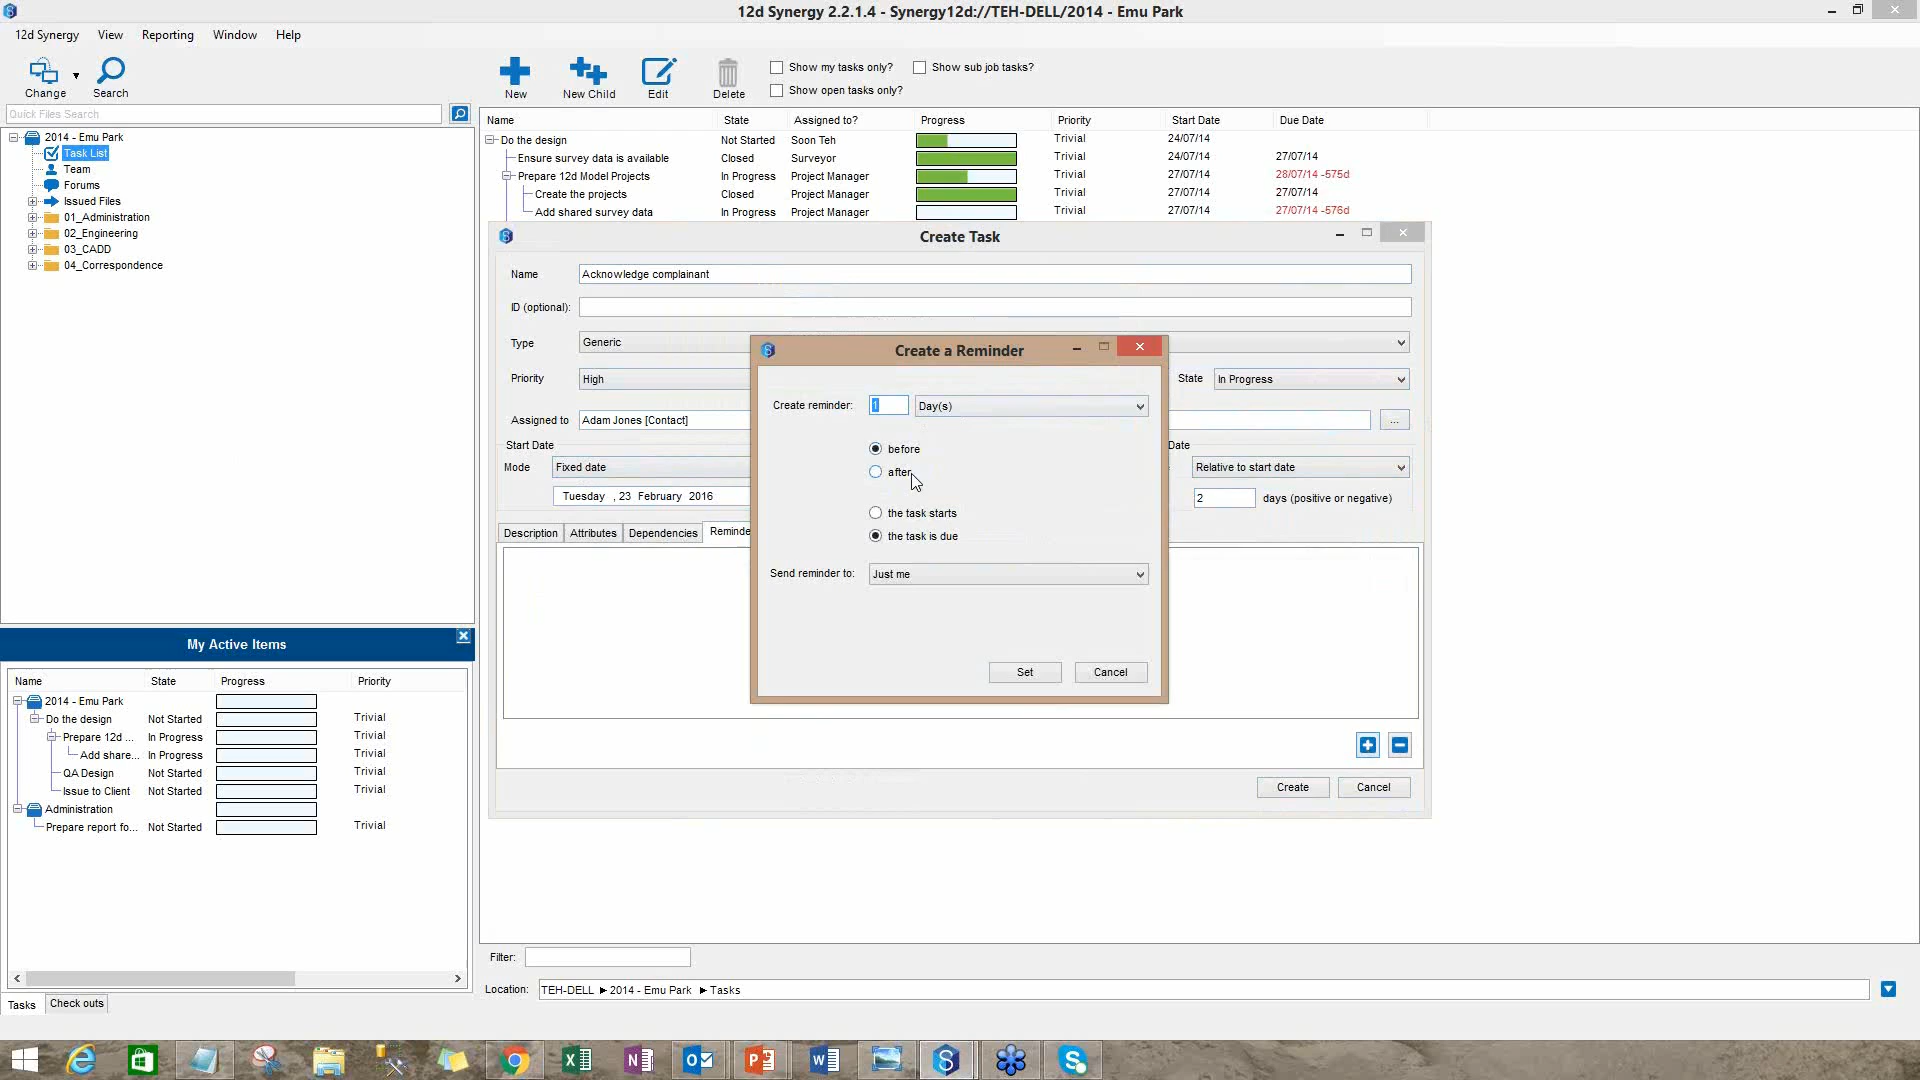 12d Synergy 2.2.1.4 - Synergy12d://TEH-DELL/2014 - Emu Park
12d Synergy View Reporting Window Help
Change Search
New New Child Edit Delete
Show my tasks only? Show sub job tasks?
Show open tasks only?
Quick Files Search
2014 - Emu Park
Task List
Team
Forums
Issued Files
01_Administration
02_Engineering
03_CADD
04_Correspondence
Name State Assigned to? Progress Priority Start Date Due Date
Do the design Not Started Soon Teh Trivial 24/07/14
Ensure survey data is available Closed Surveyor Trivial 24/07/14 27/07/14
Prepare 12d Model Projects In Progress Project Manager Trivial 27/07/14 28/07/14 -575d
Create the projects Closed Project Manager Trivial 27/07/14 27/07/14
Add shared survey data In Progress Project Manager Trivial 27/07/14 27/07/14 -576d
Create Task
Name Acknowledge complainant
ID (optional):
Type Generic
Priority High State In Progress
Assigned to Adam Jones [Contact] ...
Start Date Date
Mode Fixed date Relative to start date
Tuesday , 23 February 2016 2 days (positive or negative)
Description Attributes Dependencies Reminde
Create a Reminder
Create reminder: 1 Day(s)
before
after
the task starts
the task is due
Send reminder to: Just me
Set Cancel
Create Cancel
My Active Items
Name State Progress Priority
2014 - Emu Park
Do the design Not Started Trivial
Prepare 12d ... In Progress Trivial
Add share... In Progress Trivial
QA Design Not Started Trivial
Issue to Client Not Started Trivial
Administration
Prepare report fo... Not Started Trivial
Tasks Check outs
Filter:
Location: TEH-DELL ▶ 2014 - Emu Park ▶ Tasks